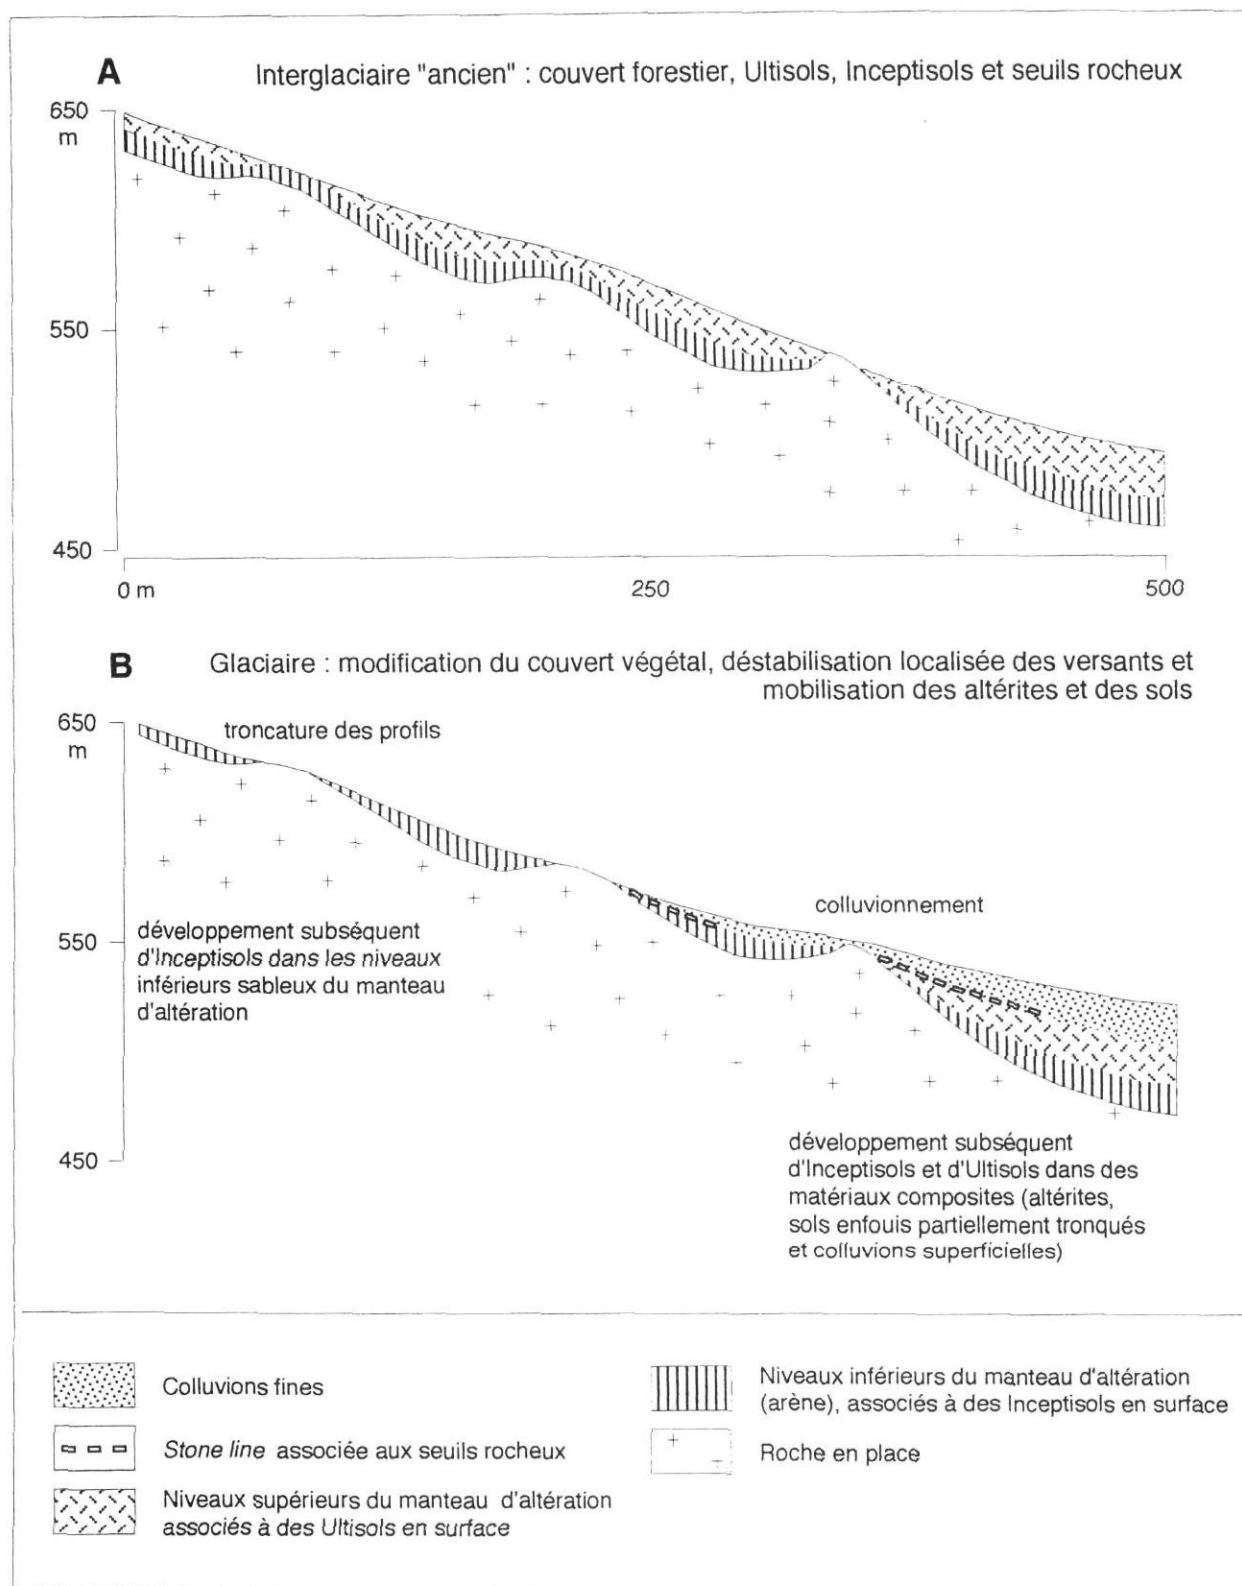 A
Interglaciaire "ancien" : couvert forestier, Ultisols, Inceptisols et seuils rocheux
650
m
550
450
0 m
250
500
B
Glaciaire : modification du couvert végétal, déstabilisation localisée des versants et
mobilisation des altérites et des sols
650
m
troncature des profils
colluvionnement
550
développement subséquent
d'Inceptisols dans les niveaux
inférieurs sableux du manteau
d'altération
450
développement subséquent
d'Inceptisols et d'Ultisols dans des
matériaux composites (altérites,
sols enfouis partiellement tronqués
et colluvions superficielles)
Colluvions fines
Stone line associée aux seuils rocheux
Niveaux supérieurs du manteau d'altération
associés à des Ultisols en surface
Niveaux inférieurs du manteau d'altération
(arène), associés à des Inceptisols en surface
Roche en place